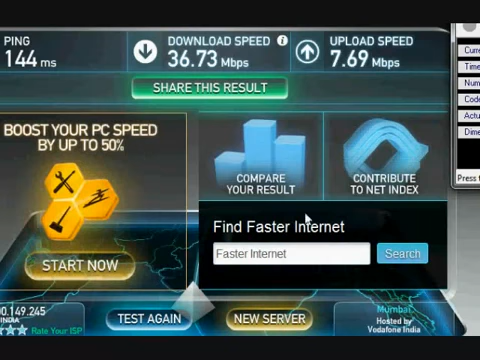 PING
144 ms
DOWNLOAD SPEED
36.73 Mbps
UPLOAD SPEED
7.69 Mbps
SHARE THIS RESULT
BOOST YOUR PC SPEED
BY UP TO 50%
START NOW
COMPARE
YOUR RESULT
CONTRIBUTE
TO NET INDEX
Find Faster Internet
Faster Internet
Search
00.149.245
INDIA
Rate Your ISP
TEST AGAIN
NEW SERVER
Mumbai
Hosted by
Vodafone India
Curre
Time
Num
Code
Actu
Dime
Press